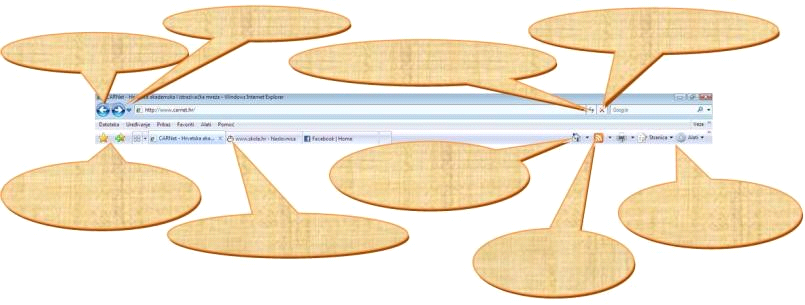 CARNet - Hrvatska akademska i istraživačka mreža - Windows Internet Explorer
http://www.carnet.hr/
Google
Datoteka Uređivanje Prikaz Favoriti Alati Pomoć
Veze
CARNet - Hrvatska aka... www.skole.hr - Naslovnica Facebook | Home Stranica Alati